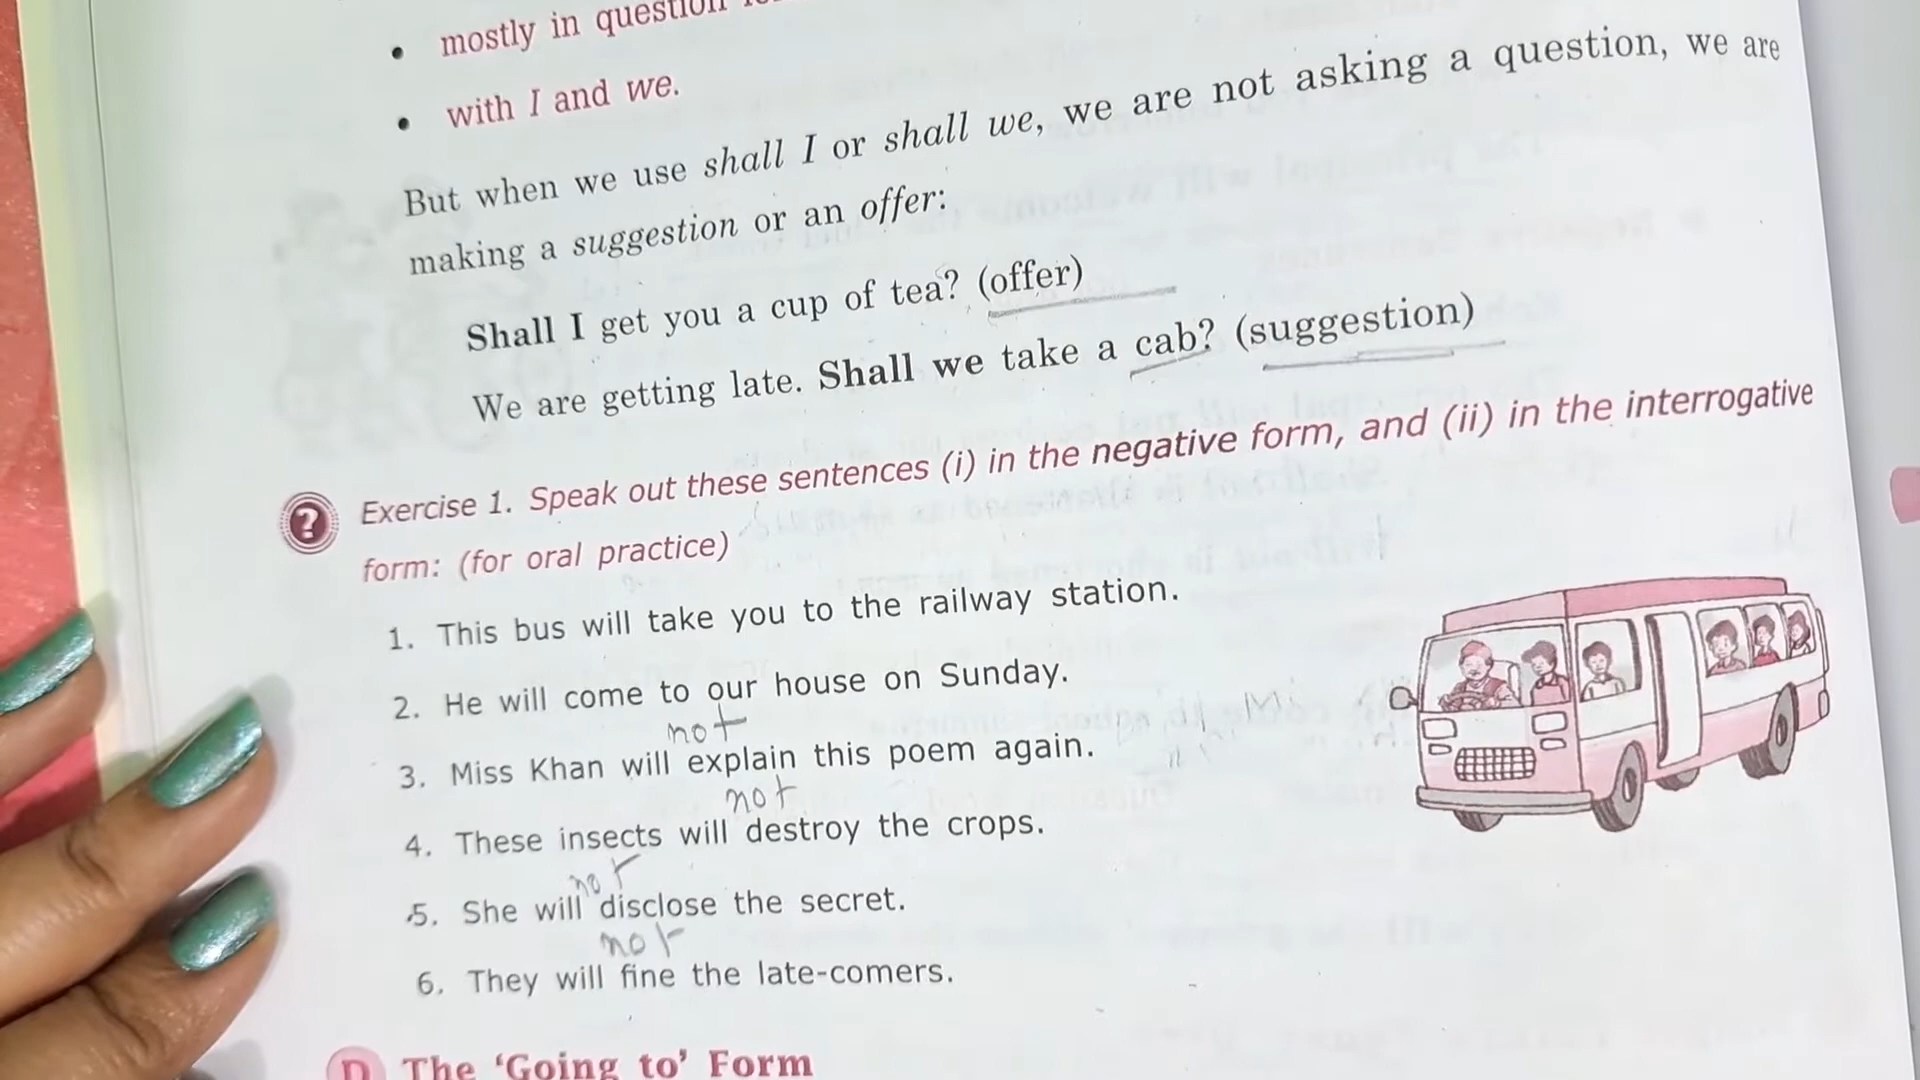 • mostly in question
• with I and we.
But when we use shall I or shall we, we are not asking a question, we are
making a suggestion or an offer:
Shall I get you a cup of tea? (offer)
We are getting late. Shall we take a cab? (suggestion)
? Exercise 1. Speak out these sentences (i) in the negative form, and (ii) in the interrogative
form: (for oral practice)
1. This bus will take you to the railway station.
2. He will come to our house on Sunday.
not
3. Miss Khan will explain this poem again.
not
4. These insects will destroy the crops.
not
5. She will disclose the secret.
not
6. They will fine the late-comers.
D The ‘Going to’ Form